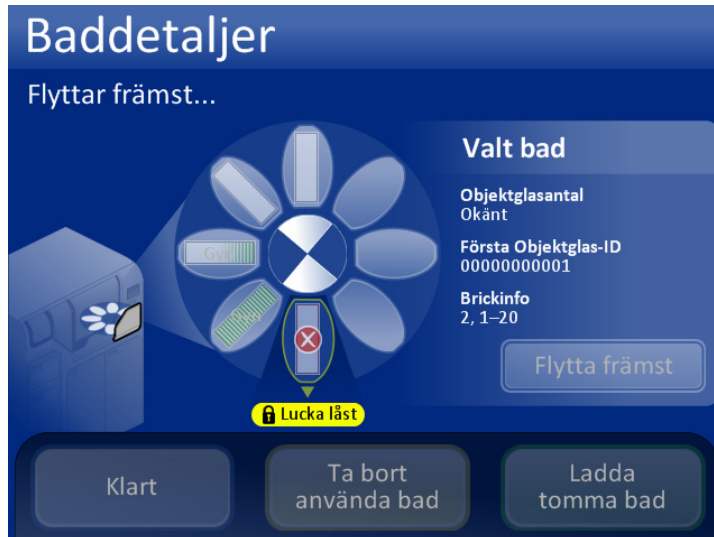 Baddetaljer
Flyttar främst...
Valt bad
Objektglasantal
Okänt
Första Objektglas-ID
00000000001
Brickinfo
2, 1–20
Flytta främst
Lucka låst
Klart
Ta bort
använda bad
Ladda
tomma bad